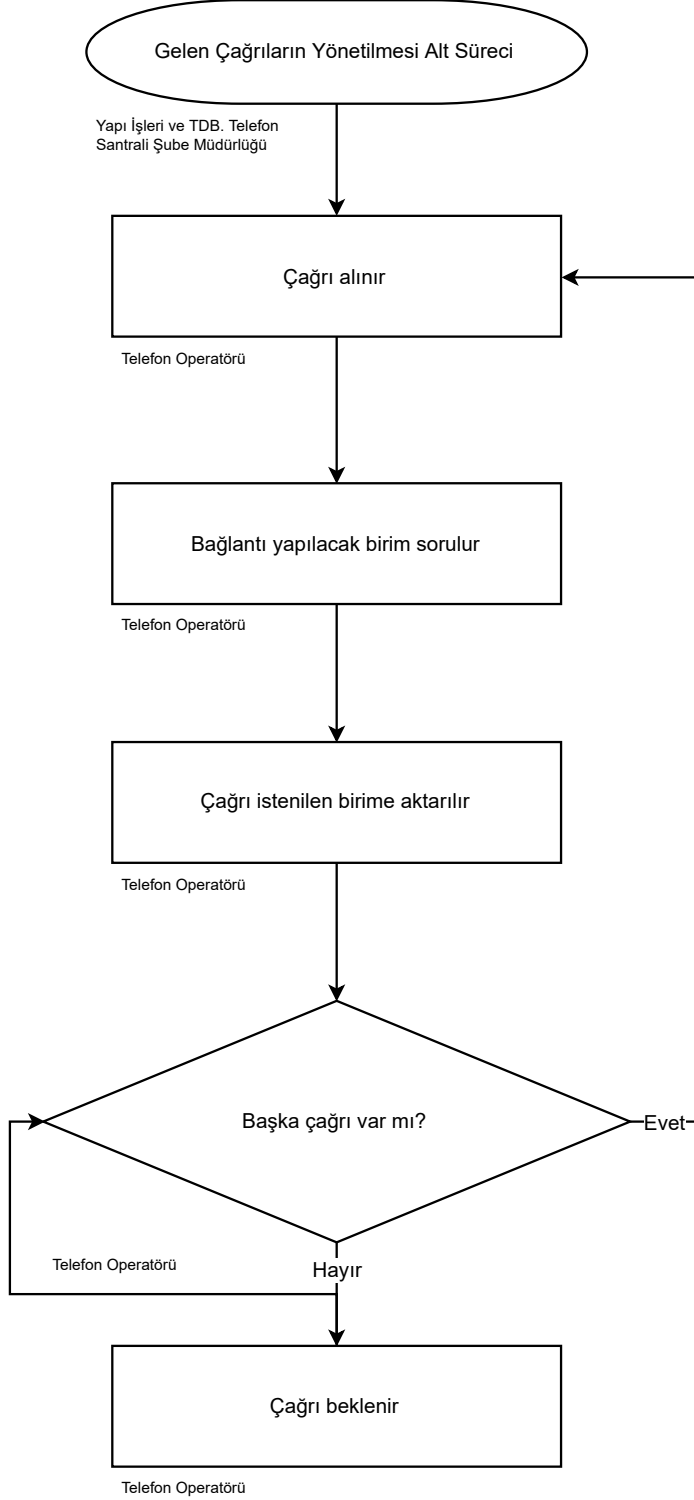 Gelen Çağrıların Yönetilmesi Alt Süreci
Yapı İşleri ve TDB. Telefon
Santrali Şube Müdürlüğü
Çağrı alınır
Telefon Operatörü
Bağlantı yapılacak birim sorulur
Telefon Operatörü
Çağrı istenilen birime aktarılır
Telefon Operatörü
Başka çağrı var mı?
Evet
Telefon Operatörü
Hayır
Çağrı beklenir
Telefon Operatörü